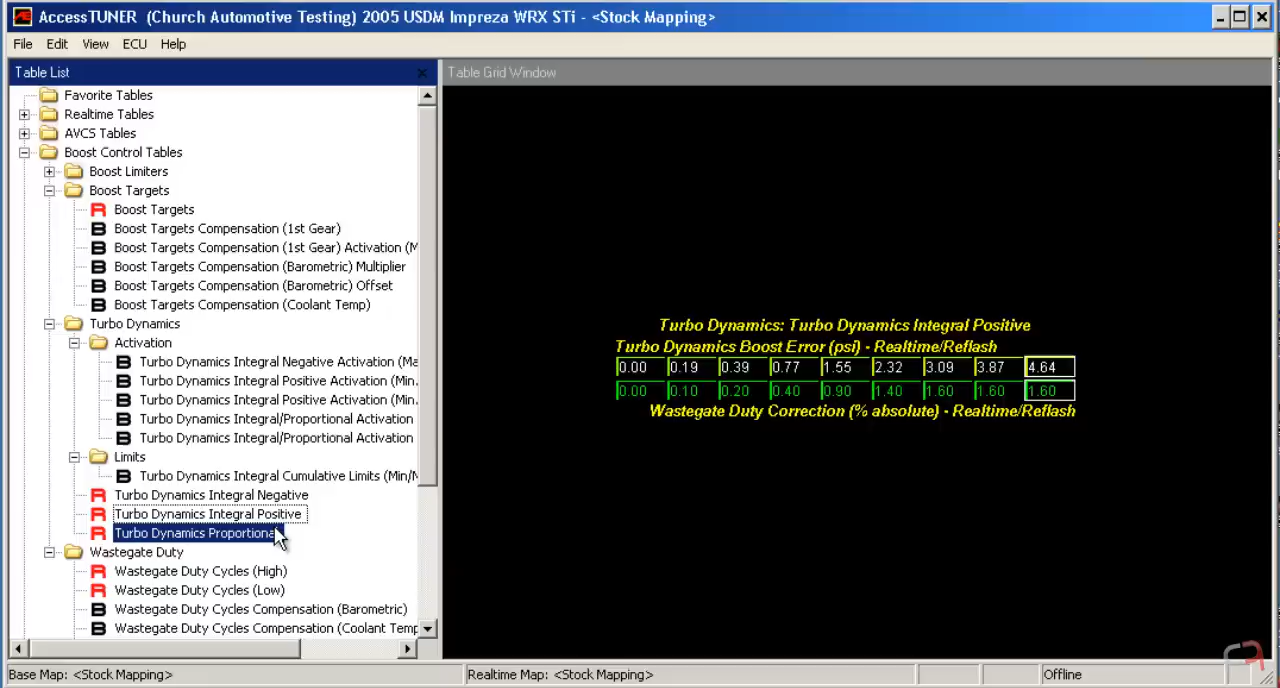 AccessTUNER (Church Automotive Testing) 2005 USDM Impreza WRX STi - <Stock Mapping>
File Edit View ECU Help
Table List
Favorite Tables
Realtime Tables
AVCS Tables
Boost Control Tables
Boost Limiters
Boost Targets
R Boost Targets
B Boost Targets Compensation (1st Gear)
B Boost Targets Compensation (1st Gear) Activation (M
B Boost Targets Compensation (Barometric) Multiplier
B Boost Targets Compensation (Barometric) Offset
B Boost Targets Compensation (Coolant Temp)
Turbo Dynamics
Activation
B Turbo Dynamics Integral Negative Activation (Ma
B Turbo Dynamics Integral Positive Activation (Min.
B Turbo Dynamics Integral Positive Activation (Min.
B Turbo Dynamics Integral/Proportional Activation
B Turbo Dynamics Integral/Proportional Activation
Limits
B Turbo Dynamics Integral Cumulative Limits (Min/M
R Turbo Dynamics Integral Negative
R Turbo Dynamics Integral Positive
R Turbo Dynamics Proportional
Wastegate Duty
R Wastegate Duty Cycles (High)
R Wastegate Duty Cycles (Low)
B Wastegate Duty Cycles Compensation (Barometric)
B Wastegate Duty Cycles Compensation (Coolant Temp
Table Grid Window
Turbo Dynamics: Turbo Dynamics Integral Positive
Turbo Dynamics Boost Error (psi) - Realtime/Reflash
0.00 0.19 0.39 0.77 1.55 2.32 3.09 3.87 4.64
0.00 0.10 0.20 0.40 0.90 1.40 1.60 1.60 1.60
Wastegate Duty Correction (% absolute) - Realtime/Reflash
Base Map: <Stock Mapping> Realtime Map: <Stock Mapping> Offline